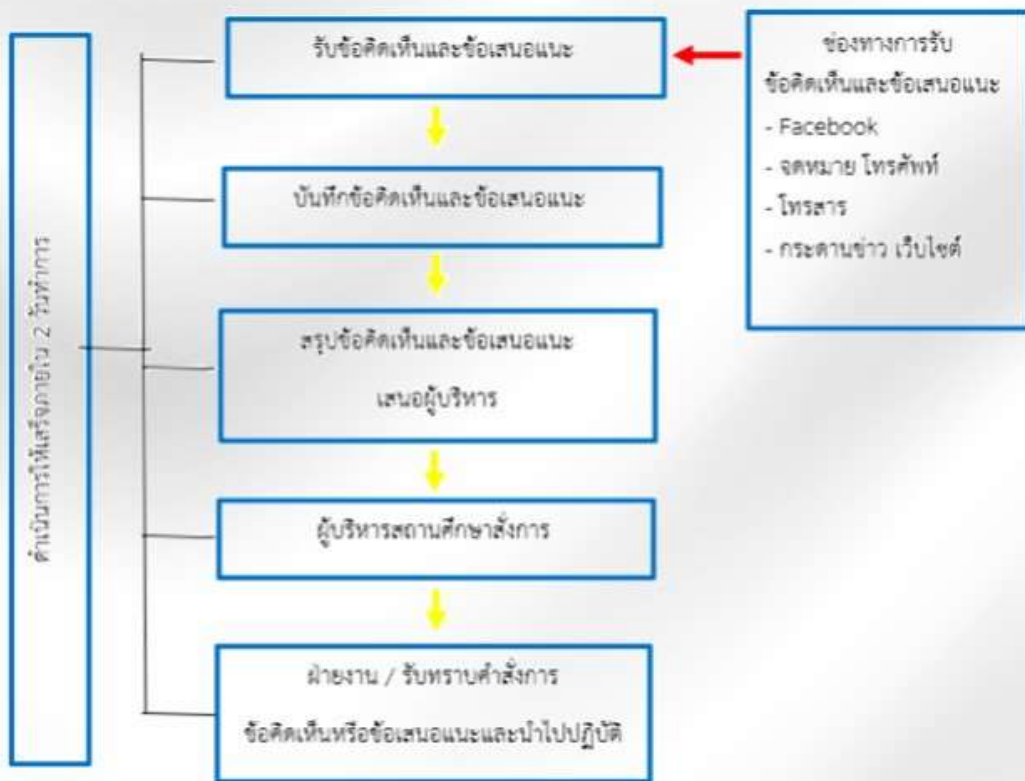 ดำเนินการให้เสร็จภายใน 2 วันทำการ
รับข้อคิดเห็นและข้อเสนอแนะ
บันทึกข้อคิดเห็นและข้อเสนอแนะ
สรุปข้อคิดเห็นและข้อเสนอแนะ
เสนอผู้บริหาร
ผู้บริหารสถานศึกษาสั่งการ
ฝ่ายงาน / รับทราบคำสั่งการ
ข้อคิดเห็นหรือข้อเสนอแนะและนำไปปฏิบัติ
ช่องทางการรับ
ข้อคิดเห็นและข้อเสนอแนะ
- Facebook
- จดหมาย โทรศัพท์
- โทรสาร
- กระดานข่าว เว็บไซต์